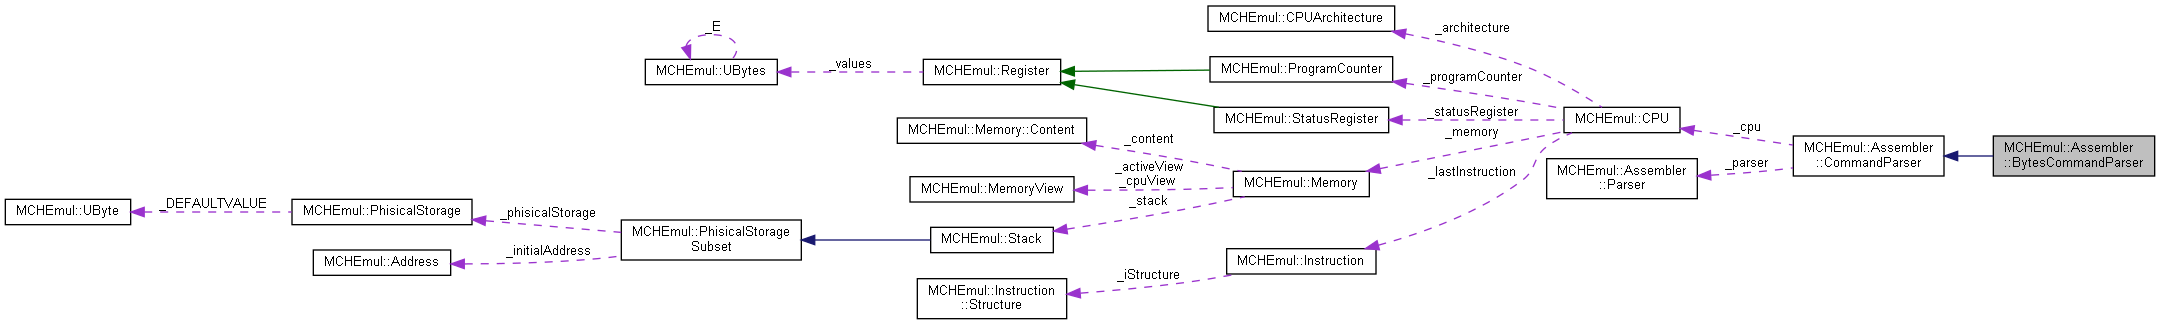 MCHEmul::CPUArchitecture
_E
_architecture
MCHEmul::UBytes
_values
MCHEmul::Register
MCHEmul::ProgramCounter
_programCounter
MCHEmul::StatusRegister
_statusRegister
MCHEmul::CPU
_cpu
MCHEmul::Memory::Content
_content
_memory
MCHEmul::Assembler
::CommandParser
MCHEmul::Assembler
::BytesCommandParser
_parser
MCHEmul::Assembler
::Parser
_activeView
_cpuView
MCHEmul::MemoryView
MCHEmul::Memory
_lastInstruction
_stack
MCHEmul::UByte
_DEFAULTVALUE
MCHEmul::PhisicalStorage
_phisicalStorage
MCHEmul::PhisicalStorage
Subset
MCHEmul::Stack
_initialAddress
MCHEmul::Address
MCHEmul::Instruction
_iStructure
MCHEmul::Instruction
::Structure